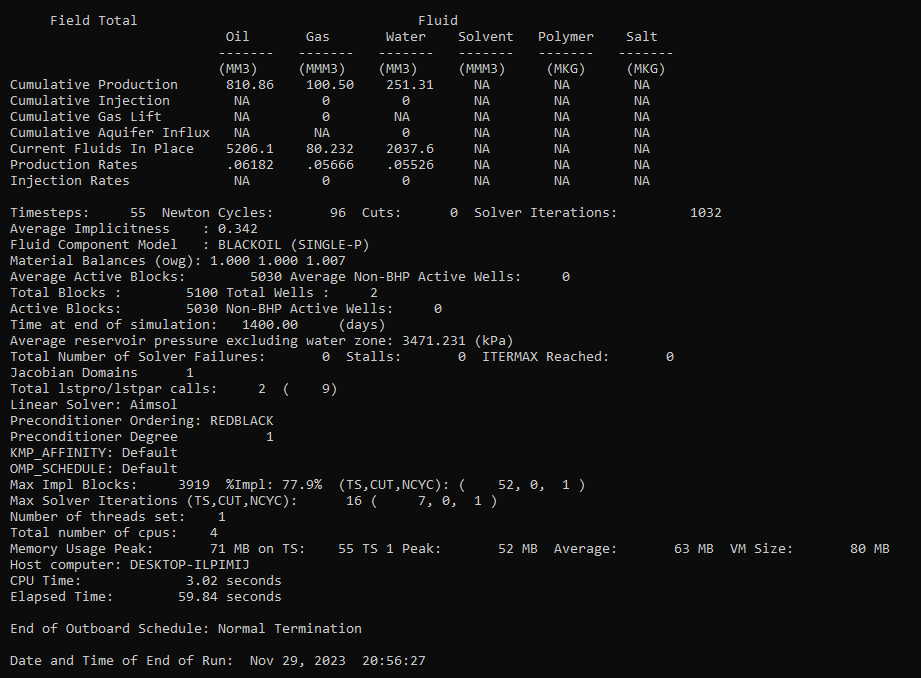 Field Total Fluid
Oil Gas Water Solvent Polymer Salt
------- ------- ------- ------- ------- -------
(MM3) (MMM3) (MM3) (MMM3) (MKG) (MKG)
Cumulative Production 810.86 100.50 251.31 NA NA NA
Cumulative Injection NA 0 0 NA NA NA
Cumulative Gas Lift NA 0 NA NA NA NA
Cumulative Aquifer Influx NA NA 0 NA NA NA
Current Fluids In Place 5206.1 80.232 2037.6 NA NA NA
Production Rates .06182 .05666 .05526 NA NA NA
Injection Rates NA 0 0 NA NA NA
Timesteps: 55 Newton Cycles: 96 Cuts: 0 Solver Iterations: 1032
Average Implicitness : 0.342
Fluid Component Model : BLACKOIL (SINGLE-P)
Material Balances (owg): 1.000 1.000 1.007
Average Active Blocks: 5030 Average Non-BHP Active Wells: 0
Total Blocks : 5100 Total Wells : 2
Active Blocks: 5030 Non-BHP Active Wells: 0
Time at end of simulation: 1400.00 (days)
Average reservoir pressure excluding water zone: 3471.231 (kPa)
Total Number of Solver Failures: 0 Stalls: 0 ITERMAX Reached: 0
Jacobian Domains 1
Total lstpro/lstpar calls: 2 ( 9)
Linear Solver: Aimsol
Preconditioner Ordering: REDBLACK
Preconditioner Degree 1
KMP_AFFINITY: Default
OMP_SCHEDULE: Default
Max Impl Blocks: 3919 %Impl: 77.9% (TS,CUT,NCYC): ( 52, 0, 1 )
Max Solver Iterations (TS,CUT,NCYC): 16 ( 7, 0, 1 )
Number of threads set: 1
Total number of cpus: 4
Memory Usage Peak: 71 MB on TS: 55 TS 1 Peak: 52 MB Average: 63 MB VM Size: 80 MB
Host computer: DESKTOP-ILPIMIJ
CPU Time: 3.02 seconds
Elapsed Time: 59.84 seconds
End of Outboard Schedule: Normal Termination
Date and Time of End of Run: Nov 29, 2023 20:56:27